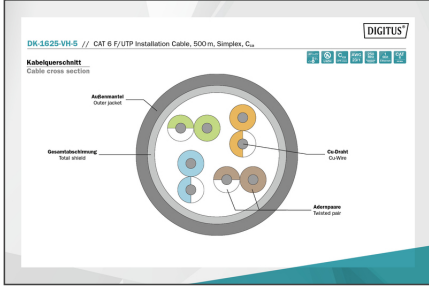 DIGITUS®
DK-1625-VH-5 // CAT 6 F/UTP Installation Cable, 500 m, Simplex, Cca
Kabelquerschnitt
Cable cross section
Außenmantel
Outer jacket
Gesamtabschirmung
Total shield
Cu-Draht
Cu-Wire
Adernpaare
Twisted pair